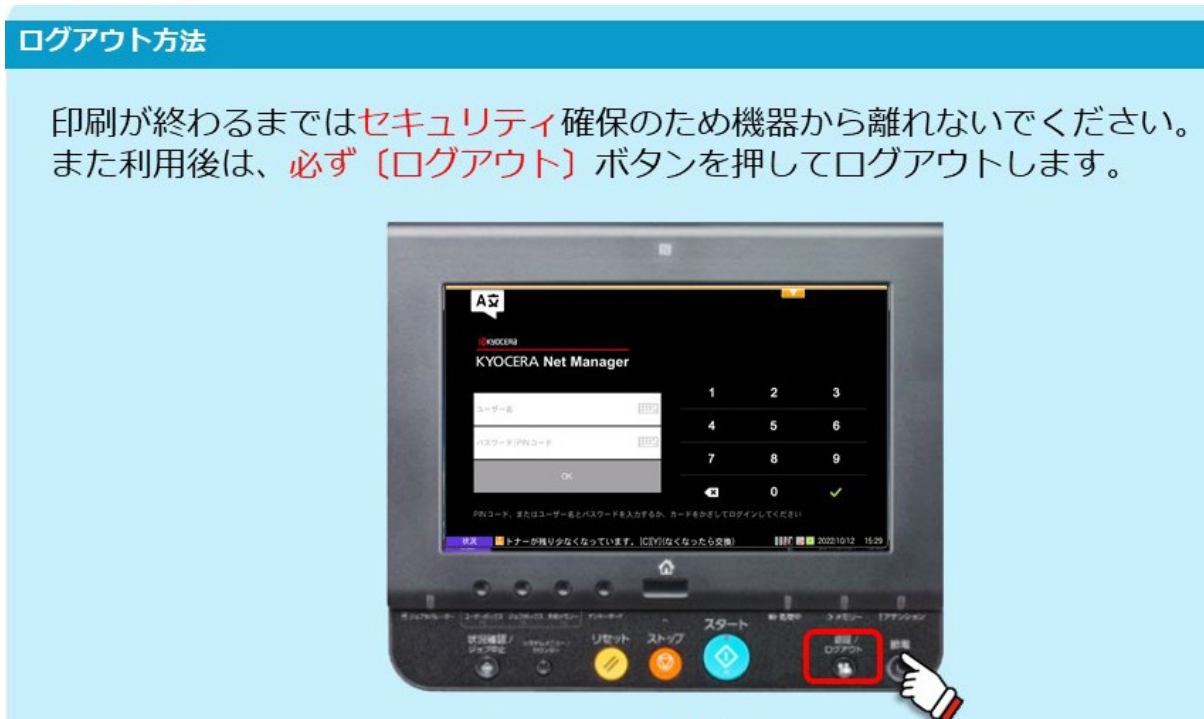 ログアウト方法
印刷が終わるまではセキュリティ確保のため機器から離れないでください。
また利用後は、必ず〔ログアウト〕ボタンを押してログアウトします。
A文
KYOCERA
KYOCERA Net Manager
1 2 3
ユーザー名
4 5 6
パスワード/PINコード
7 8 9
OK
0
PINコード、またはユーザー名とパスワードを入力するか、カードをかざしてログインしてください
状況 トナーが残り少なくなっています。[C][Y](なくなったら交換) 2022/10/12 15:29
状況確認/
ジョブ中止
リセット
ストップ
スタート
認証/
ログアウト
節電